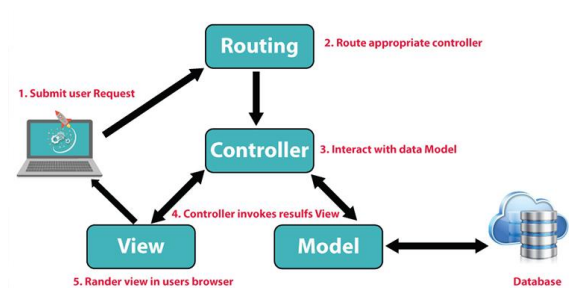 Routing
2. Route appropriate controller
1. Submit user Request
Controller
3. Interact with data Model
4. Controller invokes resulfs View
View
Model
5. Rander view in users browser
Database